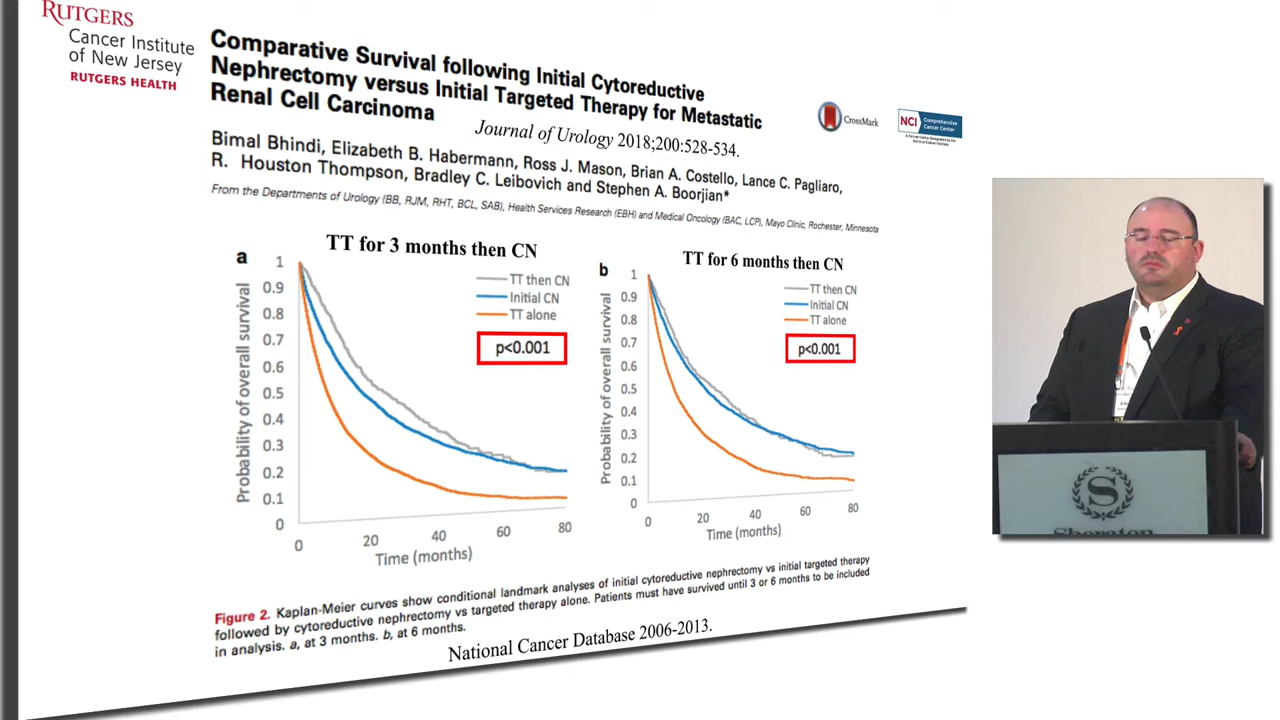 RUTGERS
Cancer Institute
of New Jersey
RUTGERS HEALTH
Comparative Survival following Initial Cytoreductive
Nephrectomy versus Initial Targeted Therapy for Metastatic
Renal Cell Carcinoma
Journal of Urology 2018;200:528-534.
CrossMark
NCI
Comprehensive
Cancer Center
Bimal Bhindi, Elizabeth B. Habermann, Ross J. Mason, Brian A. Costello, Lance C. Pagliaro,
R. Houston Thompson, Bradley C. Leibovich and Stephen A. Boorjian*
From the Departments of Urology (BB, RJM, RHT, BCL, SAB), Health Services Research (EBH) and Medical Oncology (BAC, LCP), Mayo Clinic, Rochester, Minnesota
a
TT for 3 months then CN
Probability of overall survival
1
0.9
0.8
0.7
0.6
0.5
0.4
0.3
0.2
0.1
0
TT then CN
Initial CN
TT alone
p<0.001
0 20 40 60 80
Time (months)
b
TT for 6 months then CN
Probability of overall survival
1
0.9
0.8
0.7
0.6
0.5
0.4
0.3
0.2
0.1
0
TT then CN
Initial CN
TT alone
p<0.001
0 20 40 60 80
Time (months)
Figure 2. Kaplan-Meier curves show conditional landmark analyses of initial cytoreductive nephrectomy vs initial targeted therapy
followed by cytoreductive nephrectomy vs targeted therapy alone. Patients must have survived until 3 or 6 months to be included
in analysis. a, at 3 months. b, at 6 months.
National Cancer Database 2006-2013.
S
Sheraton